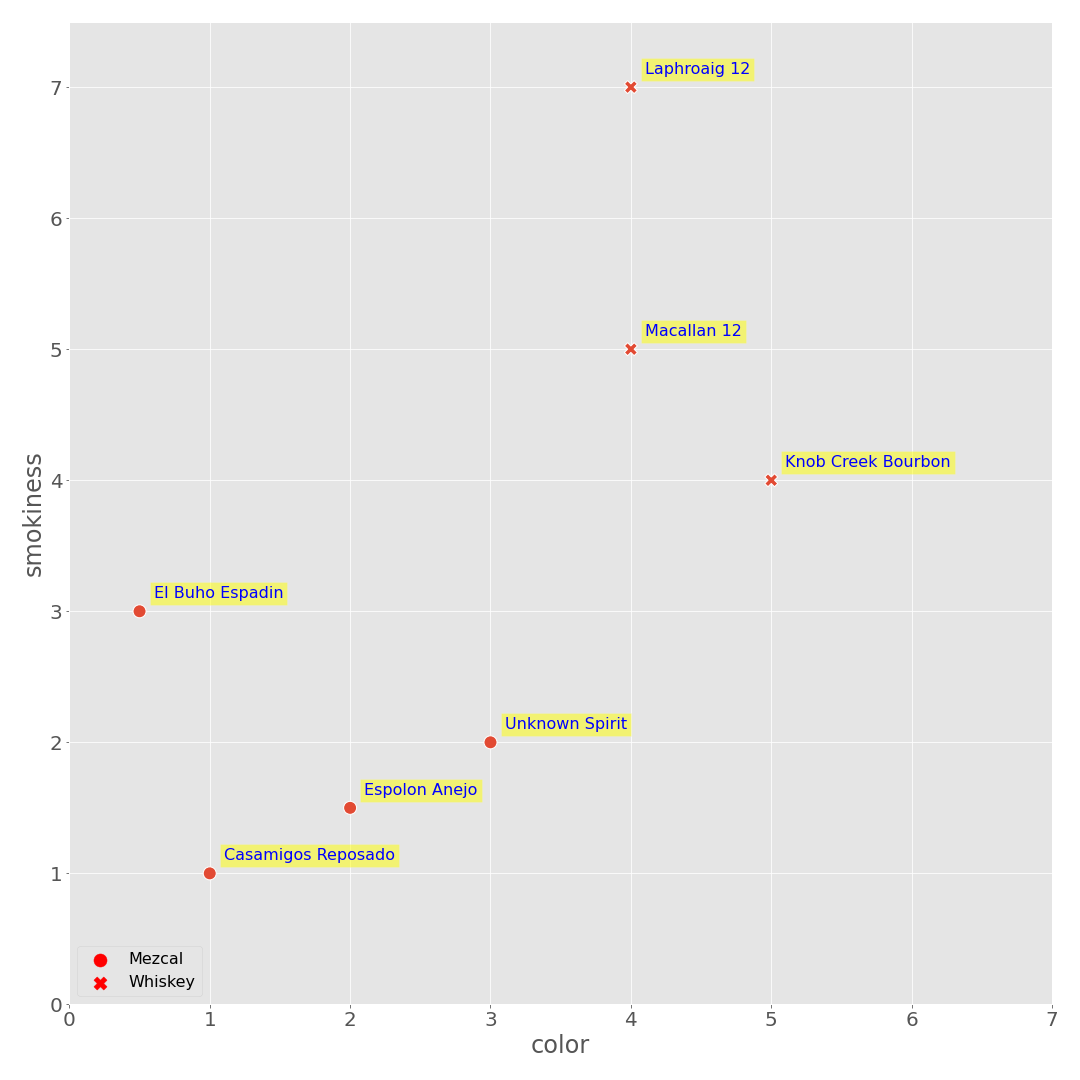 Laphroaig 12
Macallan 12
Knob Creek Bourbon
El Buho Espadin
Unknown Spirit
Espolon Anejo
Casamigos Reposado
Mezcal
Whiskey
smokiness
7
6
5
4
3
2
1
0
0 1 2 3 4 5 6 7
color